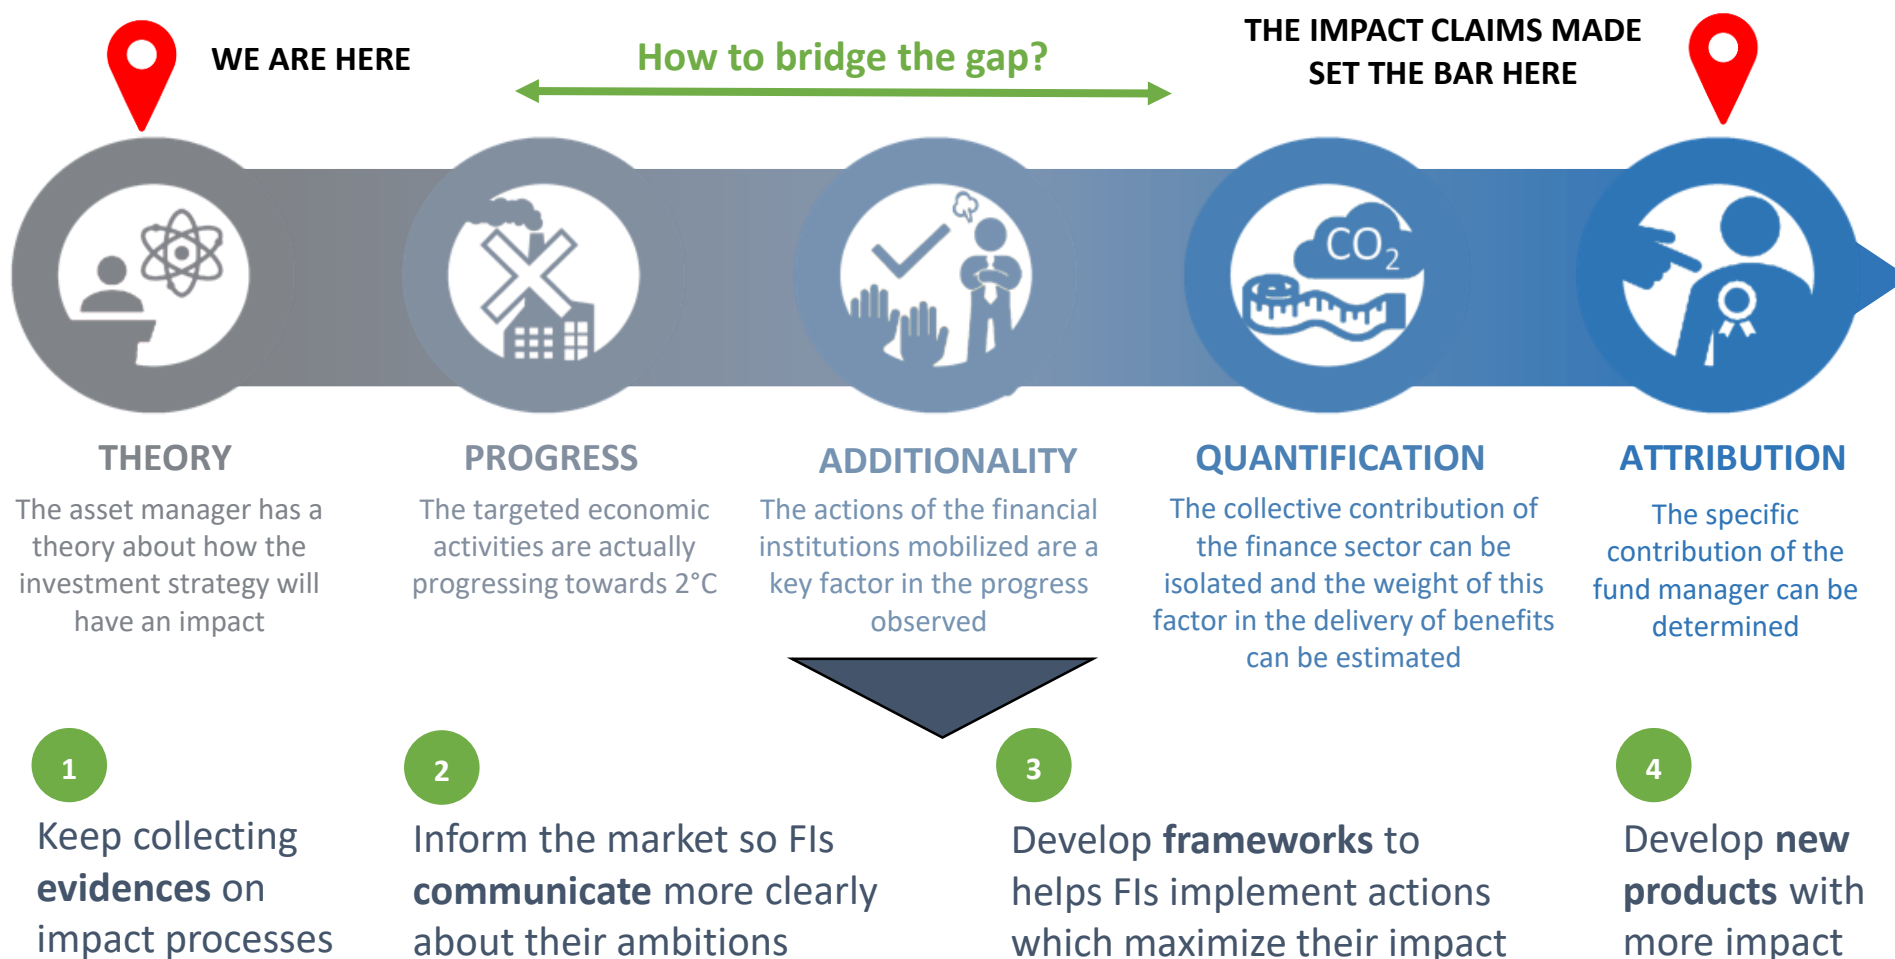 WE ARE HERE
How to bridge the gap?
THE IMPACT CLAIMS MADE
SET THE BAR HERE
CO2
THEORY
The asset manager has a
theory about how the
investment strategy will
have an impact
PROGRESS
The targeted economic
activities are actually
progressing towards 2°C
ADDITIONALITY
The actions of the financial
institutions mobilized are a
key factor in the progress
observed
QUANTIFICATION
The collective contribution of
the finance sector can be
isolated and the weight of this
factor in the delivery of benefits
can be estimated
ATTRIBUTION
The specific
contribution of the
fund manager can be
determined
1
Keep collecting
evidences on
impact processes
2
Inform the market so FIs
communicate more clearly
about their ambitions
3
Develop frameworks to
helps FIs implement actions
which maximize their impact
4
Develop new
products with
more impact